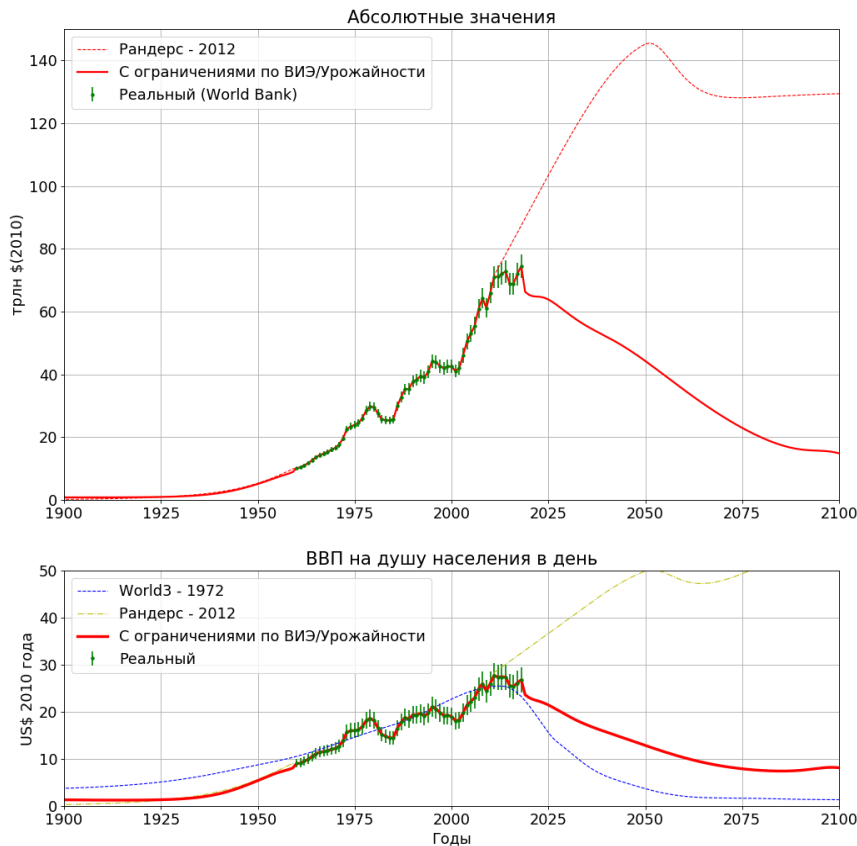 Абсолютные значения
трлн $(2010)
140
120
100
80
60
40
20
0
Рандерс - 2012
С ограничениями по ВИЭ/Урожайности
Реальный (World Bank)
1900 1925 1950 1975 2000 2025 2050 2075 2100
ВВП на душу населения в день
US$ 2010 года
50
40
30
20
10
0
World3 - 1972
Рандерс - 2012
С ограничениями по ВИЭ/Урожайности
Реальный
1900 1925 1950 1975 2000 2025 2050 2075 2100
Годы